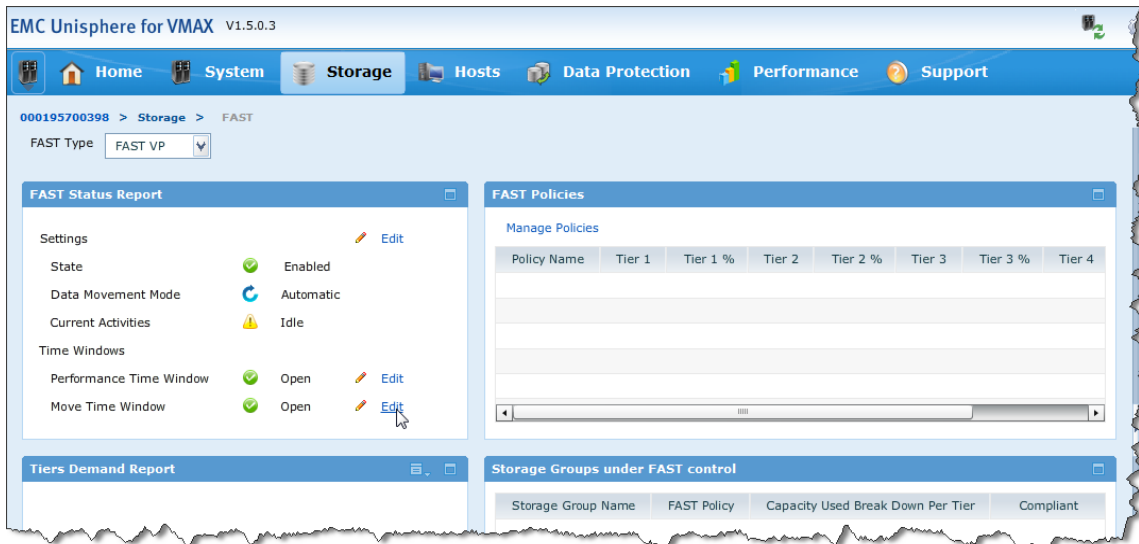 EMC Unisphere for VMAX V1.5.0.3
Home System Storage Hosts Data Protection Performance Support
000195700398 > Storage > FAST
FAST Type FAST VP
FAST Status Report
Settings Edit
State Enabled
Data Movement Mode Automatic
Current Activities Idle
Time Windows
Performance Time Window Open Edit
Move Time Window Open Edit
FAST Policies
Manage Policies
Policy Name Tier 1 Tier 1 % Tier 2 Tier 2 % Tier 3 Tier 3 % Tier 4
Tiers Demand Report
Storage Groups under FAST control
Storage Group Name FAST Policy Capacity Used Break Down Per Tier Compliant